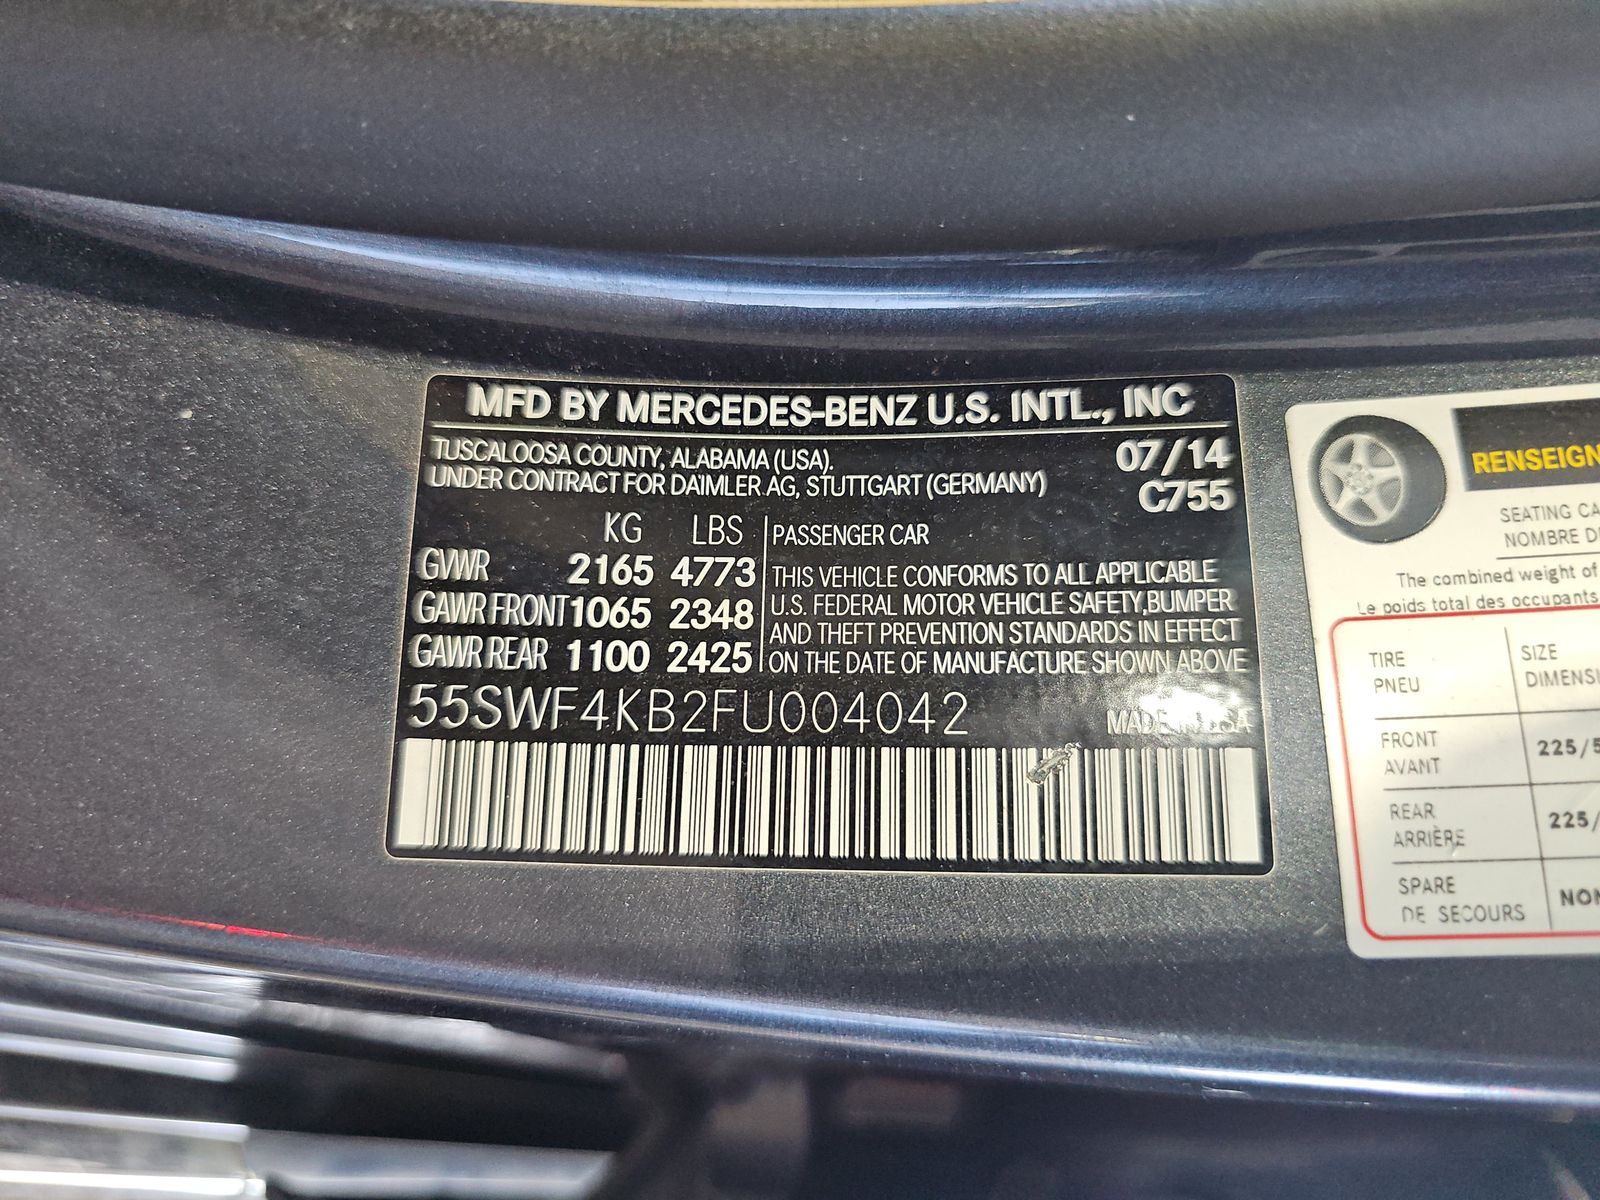 MFD BY MERCEDES-BENZ U.S. INTL., INC
TUSCALOOSA COUNTY, ALABAMA (USA). 07/14
UNDER CONTRACT FOR DAIMLER AG, STUTTGART (GERMANY) C755
KG LBS PASSENGER CAR
GVWR 2165 4773 THIS VEHICLE CONFORMS TO ALL APPLICABLE
GAWR FRONT 1065 2348 U.S. FEDERAL MOTOR VEHICLE SAFETY, BUMPER
AND THEFT PREVENTION STANDARDS IN EFFECT
GAWR REAR 1100 2425 ON THE DATE OF MANUFACTURE SHOWN ABOVE
55SWF4KB2FU004042 MADE IN USA
RENSEIGN
SEATING CA
NOMBRE D
The combined weight of
Le poids total des occupants
TIRE SIZE
PNEU DIMENSI
FRONT 225/5
AVANT
REAR 225/
ARRIÈRE
SPARE NON
DE SECOURS